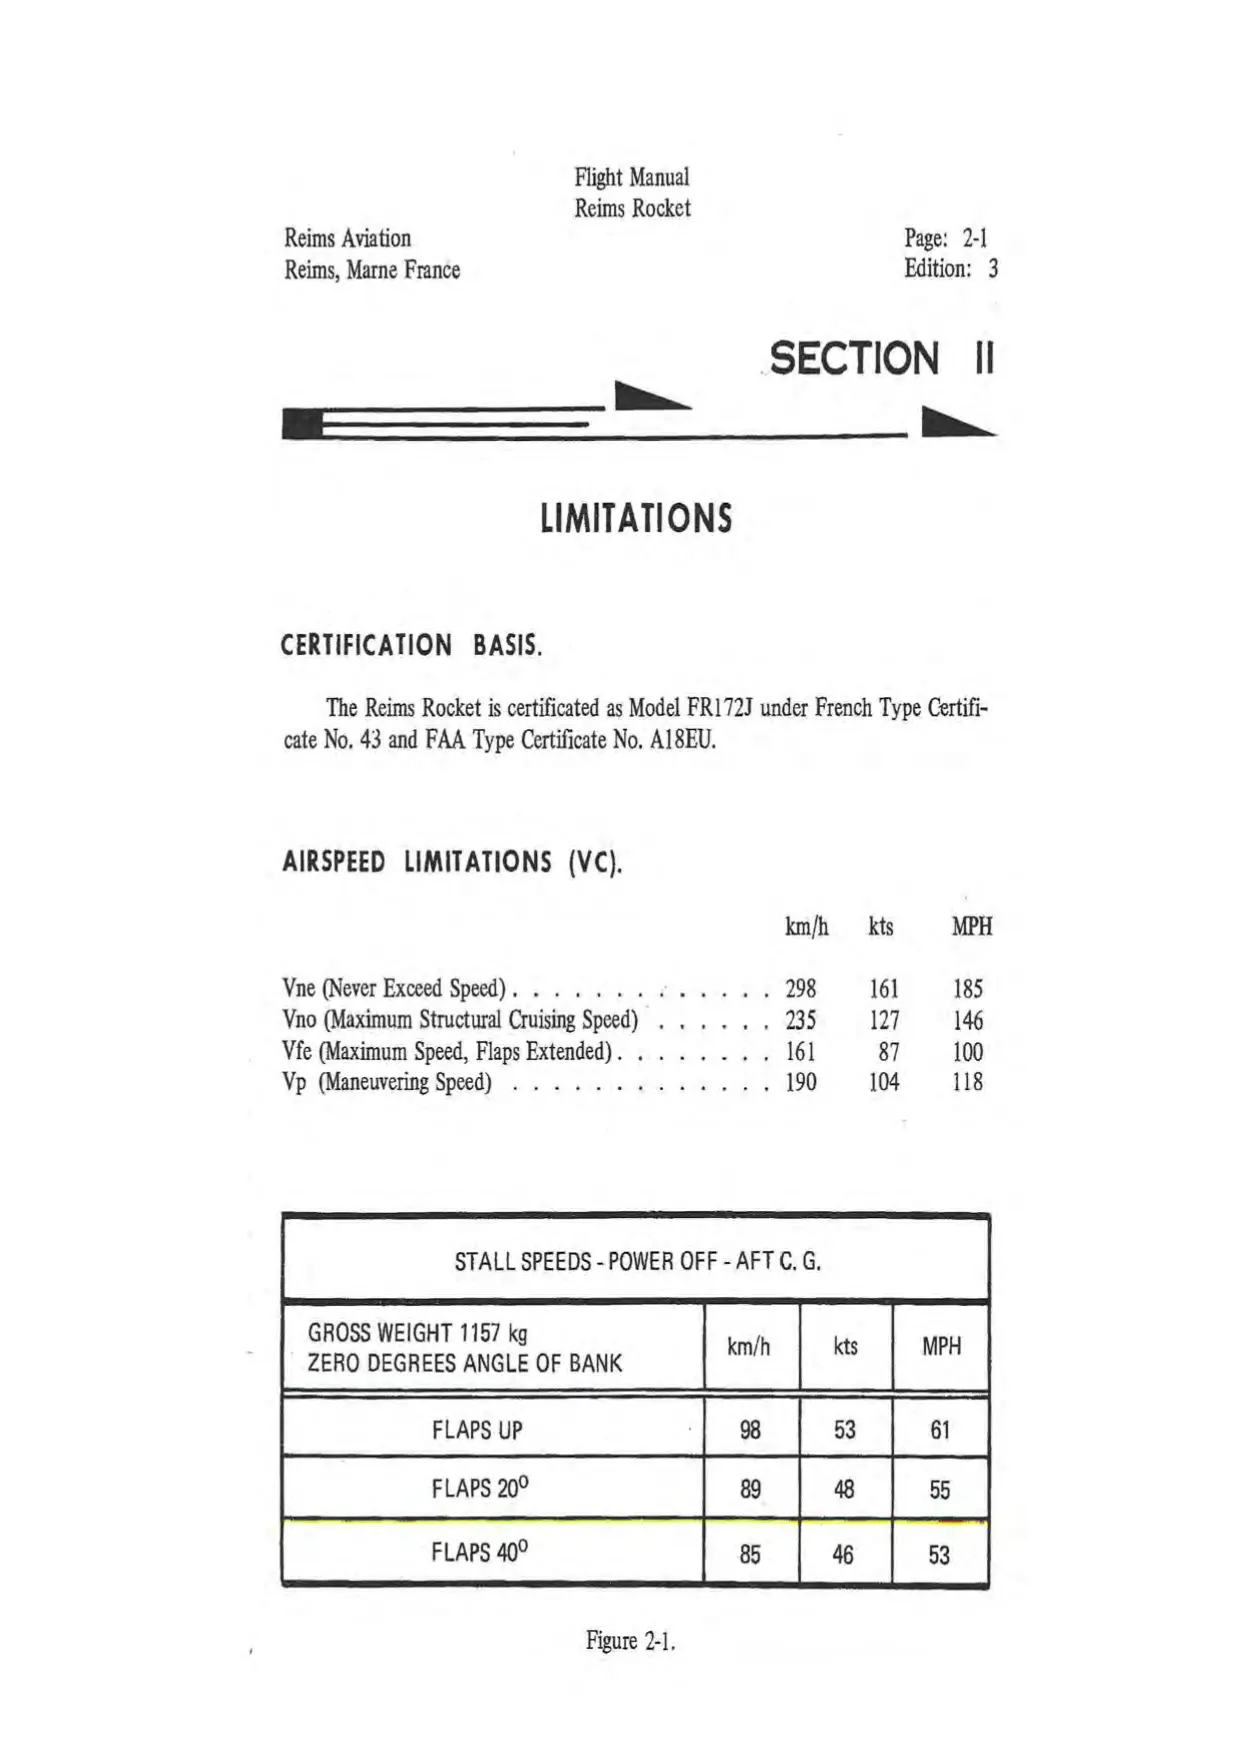 Flight Manual
Reims Rocket
Reims Aviation
Reims, Marne France
Page: 2-1
Edition: 3
SECTION II
LIMITATIONS
CERTIFICATION BASIS.
The Reims Rocket is certificated as Model FR172J under French Type Certifi-
cate No. 43 and FAA Type Certificate No. A18EU.
AIRSPEED LIMITATIONS (VC).
km/h kts MPH
Vne (Never Exceed Speed) . . . . . . . . . . . . . 298 161 185
Vno (Maximum Structural Cruising Speed) . . . . . . 235 127 146
Vfe (Maximum Speed, Flaps Extended) . . . . . . . . 161 87 100
Vp (Maneuvering Speed) . . . . . . . . . . . . . 190 104 118
STALL SPEEDS - POWER OFF - AFT C. G.
GROSS WEIGHT 1157 kg
ZERO DEGREES ANGLE OF BANK
km/h kts MPH
FLAPS UP 98 53 61
FLAPS 20° 89 48 55
FLAPS 40° 85 46 53
Figure 2-1.